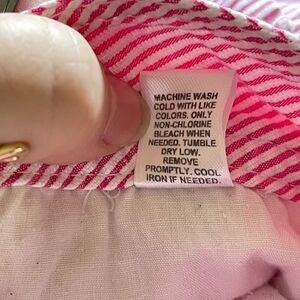 MACHINE WASH
COLD WITH LIKE
COLORS. ONLY
NON-CHLORINE
BLEACH WHEN
NEEDED. TUMBLE
DRY LOW.
REMOVE
PROMPTLY. COOL
IRON IF NEEDED.